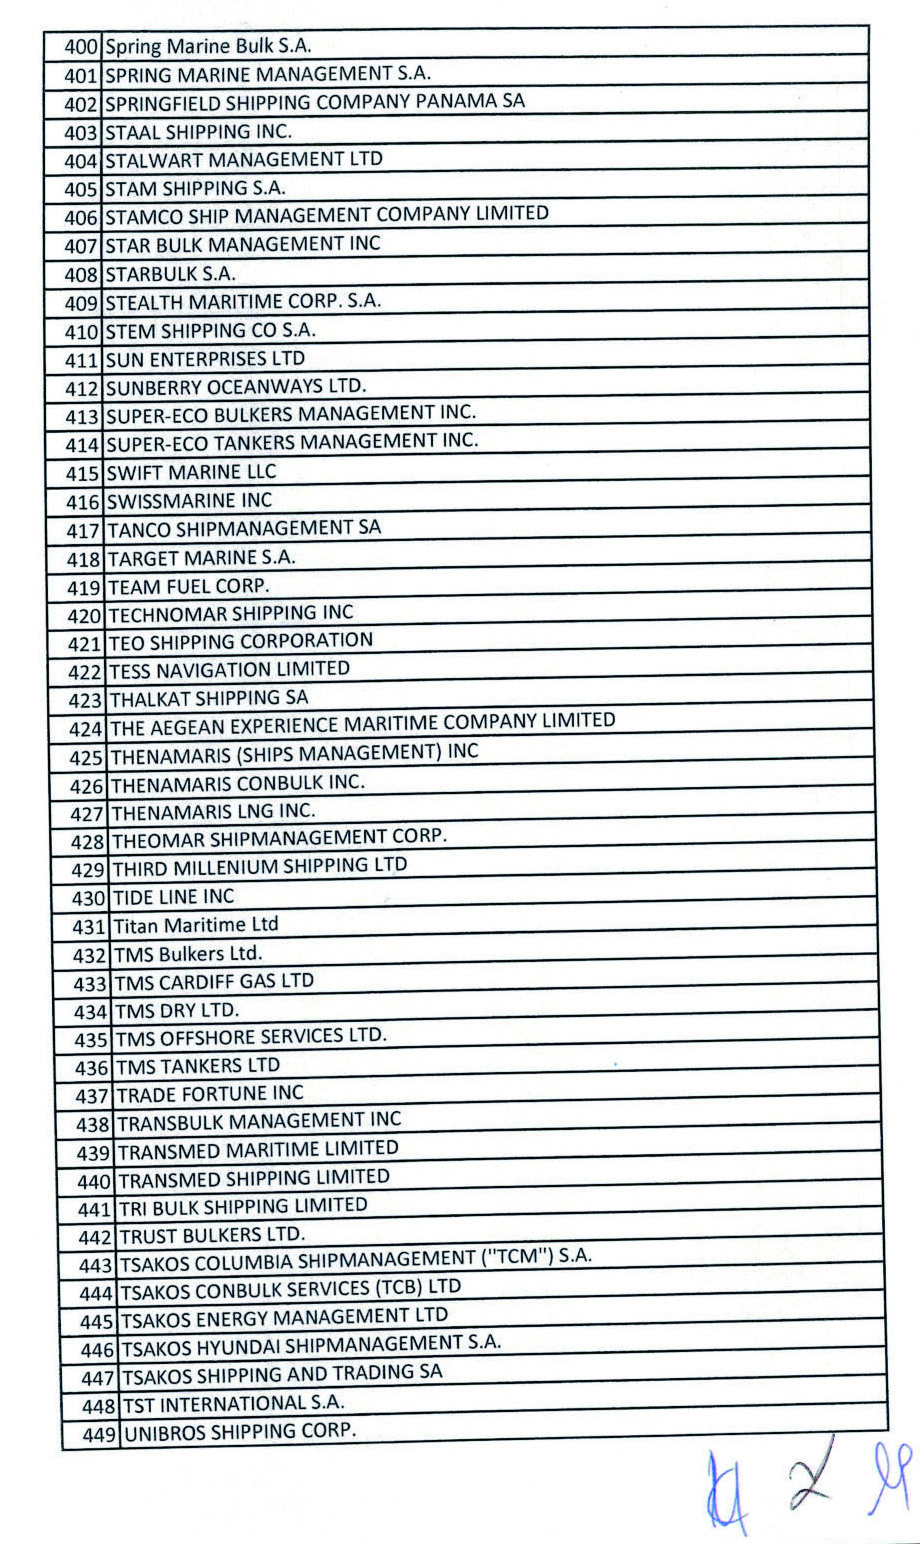 400 Spring Marine Bulk S.A.
401 SPRING MARINE MANAGEMENT S.A.
402 SPRINGFIELD SHIPPING COMPANY PANAMA SA
403 STAAL SHIPPING INC.
404 STALWART MANAGEMENT LTD
405 STAM SHIPPING S.A.
406 STAMCO SHIP MANAGEMENT COMPANY LIMITED
407 STAR BULK MANAGEMENT INC
408 STARBULK S.A.
409 STEALTH MARITIME CORP. S.A.
410 STEM SHIPPING CO S.A.
411 SUN ENTERPRISES LTD
412 SUNBERRY OCEANWAYS LTD.
413 SUPER-ECO BULKERS MANAGEMENT INC.
414 SUPER-ECO TANKERS MANAGEMENT INC.
415 SWIFT MARINE LLC
416 SWISSMARINE INC
417 TANCO SHIPMANAGEMENT SA
418 TARGET MARINE S.A.
419 TEAM FUEL CORP.
420 TECHNOMAR SHIPPING INC
421 TEO SHIPPING CORPORATION
422 TESS NAVIGATION LIMITED
423 THALKAT SHIPPING SA
424 THE AEGEAN EXPERIENCE MARITIME COMPANY LIMITED
425 THENAMARIS (SHIPS MANAGEMENT) INC
426 THENAMARIS CONBULK INC.
427 THENAMARIS LNG INC.
428 THEOMAR SHIPMANAGEMENT CORP.
429 THIRD MILLENIUM SHIPPING LTD
430 TIDE LINE INC
431 Titan Maritime Ltd
432 TMS Bulkers Ltd.
433 TMS CARDIFF GAS LTD
434 TMS DRY LTD.
435 TMS OFFSHORE SERVICES LTD.
436 TMS TANKERS LTD
437 TRADE FORTUNE INC
438 TRANSBULK MANAGEMENT INC
439 TRANSMED MARITIME LIMITED
440 TRANSMED SHIPPING LIMITED
441 TRI BULK SHIPPING LIMITED
442 TRUST BULKERS LTD.
443 TSAKOS COLUMBIA SHIPMANAGEMENT ("TCM") S.A.
444 TSAKOS CONBULK SERVICES (TCB) LTD
445 TSAKOS ENERGY MANAGEMENT LTD
446 TSAKOS HYUNDAI SHIPMANAGEMENT S.A.
447 TSAKOS SHIPPING AND TRADING SA
448 TST INTERNATIONAL S.A.
449 UNIBROS SHIPPING CORP.